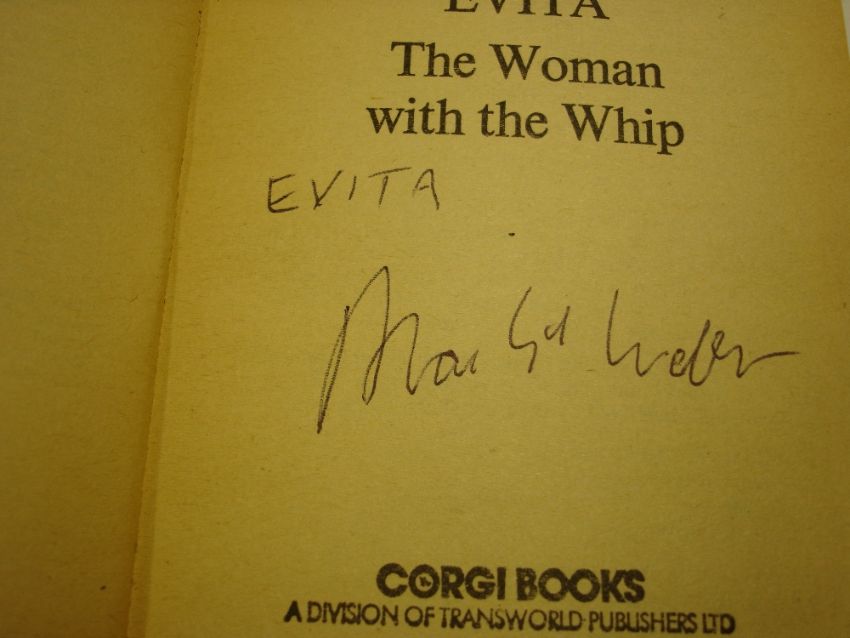 EVITA
The Woman
with the Whip
EVITA
CORGI BOOKS
A DIVISION OF TRANSWORLD PUBLISHERS LTD